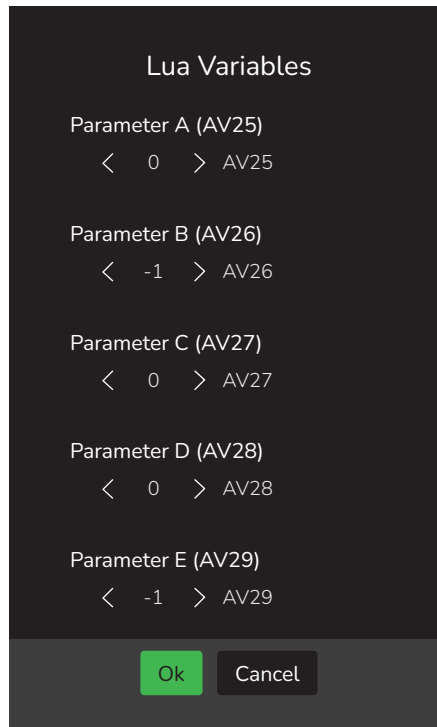 Lua Variables
Parameter A (AV25)
0 AV25
Parameter B (AV26)
-1 AV26
Parameter C (AV27)
0 AV27
Parameter D (AV28)
0 AV28
Parameter E (AV29)
-1 AV29
Ok Cancel